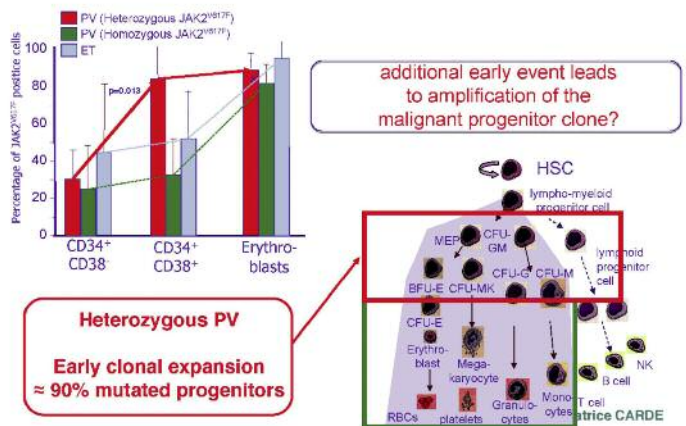 PV (Heterozygous JAK2V617F)
PV (Homozygous JAK2V617F)
ET
Percentage of JAK2V617F positice cells
100
80
60
40
20
0
p=0.013
CD34+
CD38-
CD34+
CD38+
Erythro-
blasts
additional early event leads
to amplification of the
malignant progenitor clone?
Heterozygous PV
Early clonal expansion
≈ 90% mutated progenitors
HSC
lympho-myeloid
progenitor cell
MEP
CFU-
GM
lymphoid
progenitor
cell
BFU-E
CFU-MK
CFU-G
CFU-M
CFU-E
Erythro-
blast
Mega-
karyocyte
NK
B cell
T cell
RBCs
platelets
Granulo-
cytes
Mono-
cytes
atrice CARDE